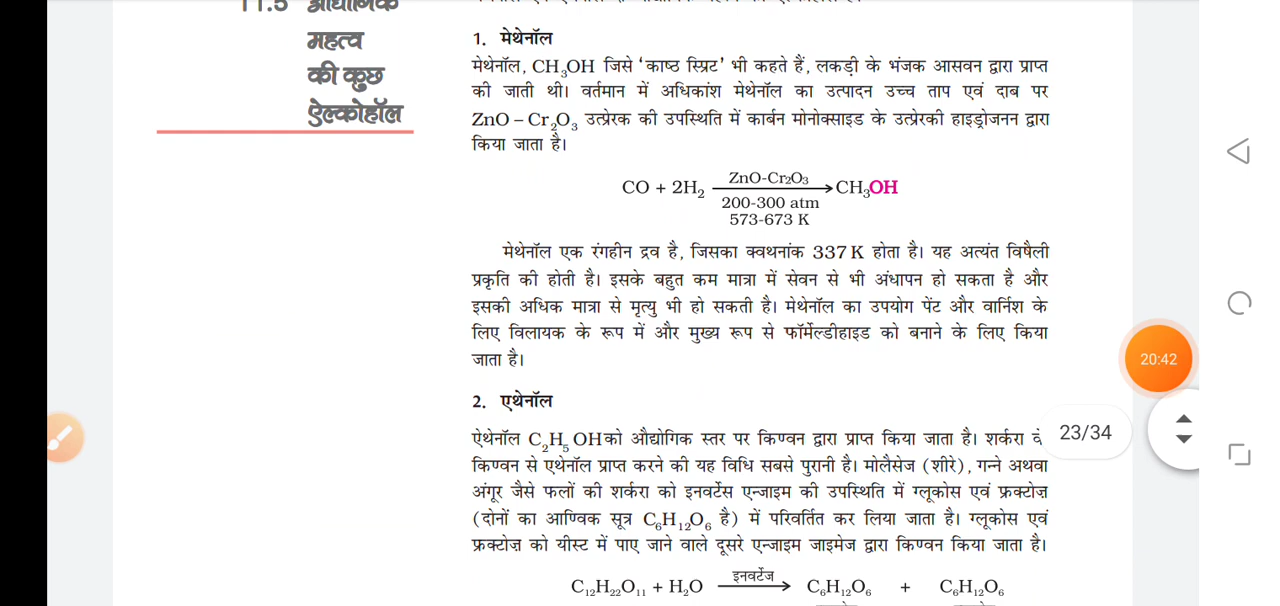 11.5 औद्योगिक
महत्व
की कुछ
ऐल्कोहॉल
1. मेथेनॉल
मेथेनॉल, CH₃OH जिसे ‘काष्ठ स्प्रिट’ भी कहते हैं, लकड़ी के भंजक आसवन द्वारा प्राप्त
की जाती थी। वर्तमान में अधिकांश मेथेनॉल का उत्पादन उच्च ताप एवं दाब पर
ZnO – Cr₂O₃ उत्प्रेरक की उपस्थिति में कार्बन मोनोक्साइड के उत्प्रेरकी हाइड्रोजनन द्वारा
किया जाता है।
ZnO-Cr₂O₃
CO + 2H₂ ⟶ CH₃OH
200-300 atm
573-673 K
मेथेनॉल एक रंगहीन द्रव है, जिसका क्वथनांक 337 K होता है। यह अत्यंत विषैली
प्रकृति की होती है। इसके बहुत कम मात्रा में सेवन से भी अंधापन हो सकता है और
इसकी अधिक मात्रा से मृत्यु भी हो सकती है। मेथेनॉल का उपयोग पेंट और वार्निश के
लिए विलायक के रूप में और मुख्य रूप से फॉर्मेल्डीहाइड को बनाने के लिए किया
जाता है।
20:42
2. एथेनॉल
23/34
ऐथेनॉल C₂H₅OHको औद्योगिक स्तर पर किण्वन द्वारा प्राप्त किया जाता है। शर्करा
किण्वन से एथेनॉल प्राप्त करने की यह विधि सबसे पुरानी है। मोलैसेज (शीरे), गन्ने अथवा
अंगूर जैसे फलों की शर्करा को इनवर्टेस एन्जाइम की उपस्थिति में ग्लूकोस एवं फ्रक्टोज़
(दोनों का आण्विक सूत्र C₆H₁₂O₆ है) में परिवर्तित कर लिया जाता है। ग्लूकोस एवं
फ्रक्टोज़ को यीस्ट में पाए जाने वाले दूसरे एन्जाइम जाइमेज द्वारा किण्वन किया जाता है।
इनवर्टेज
C₁₂H₂₂O₁₁ + H₂O ⟶ C₆H₁₂O₆ + C₆H₁₂O₆